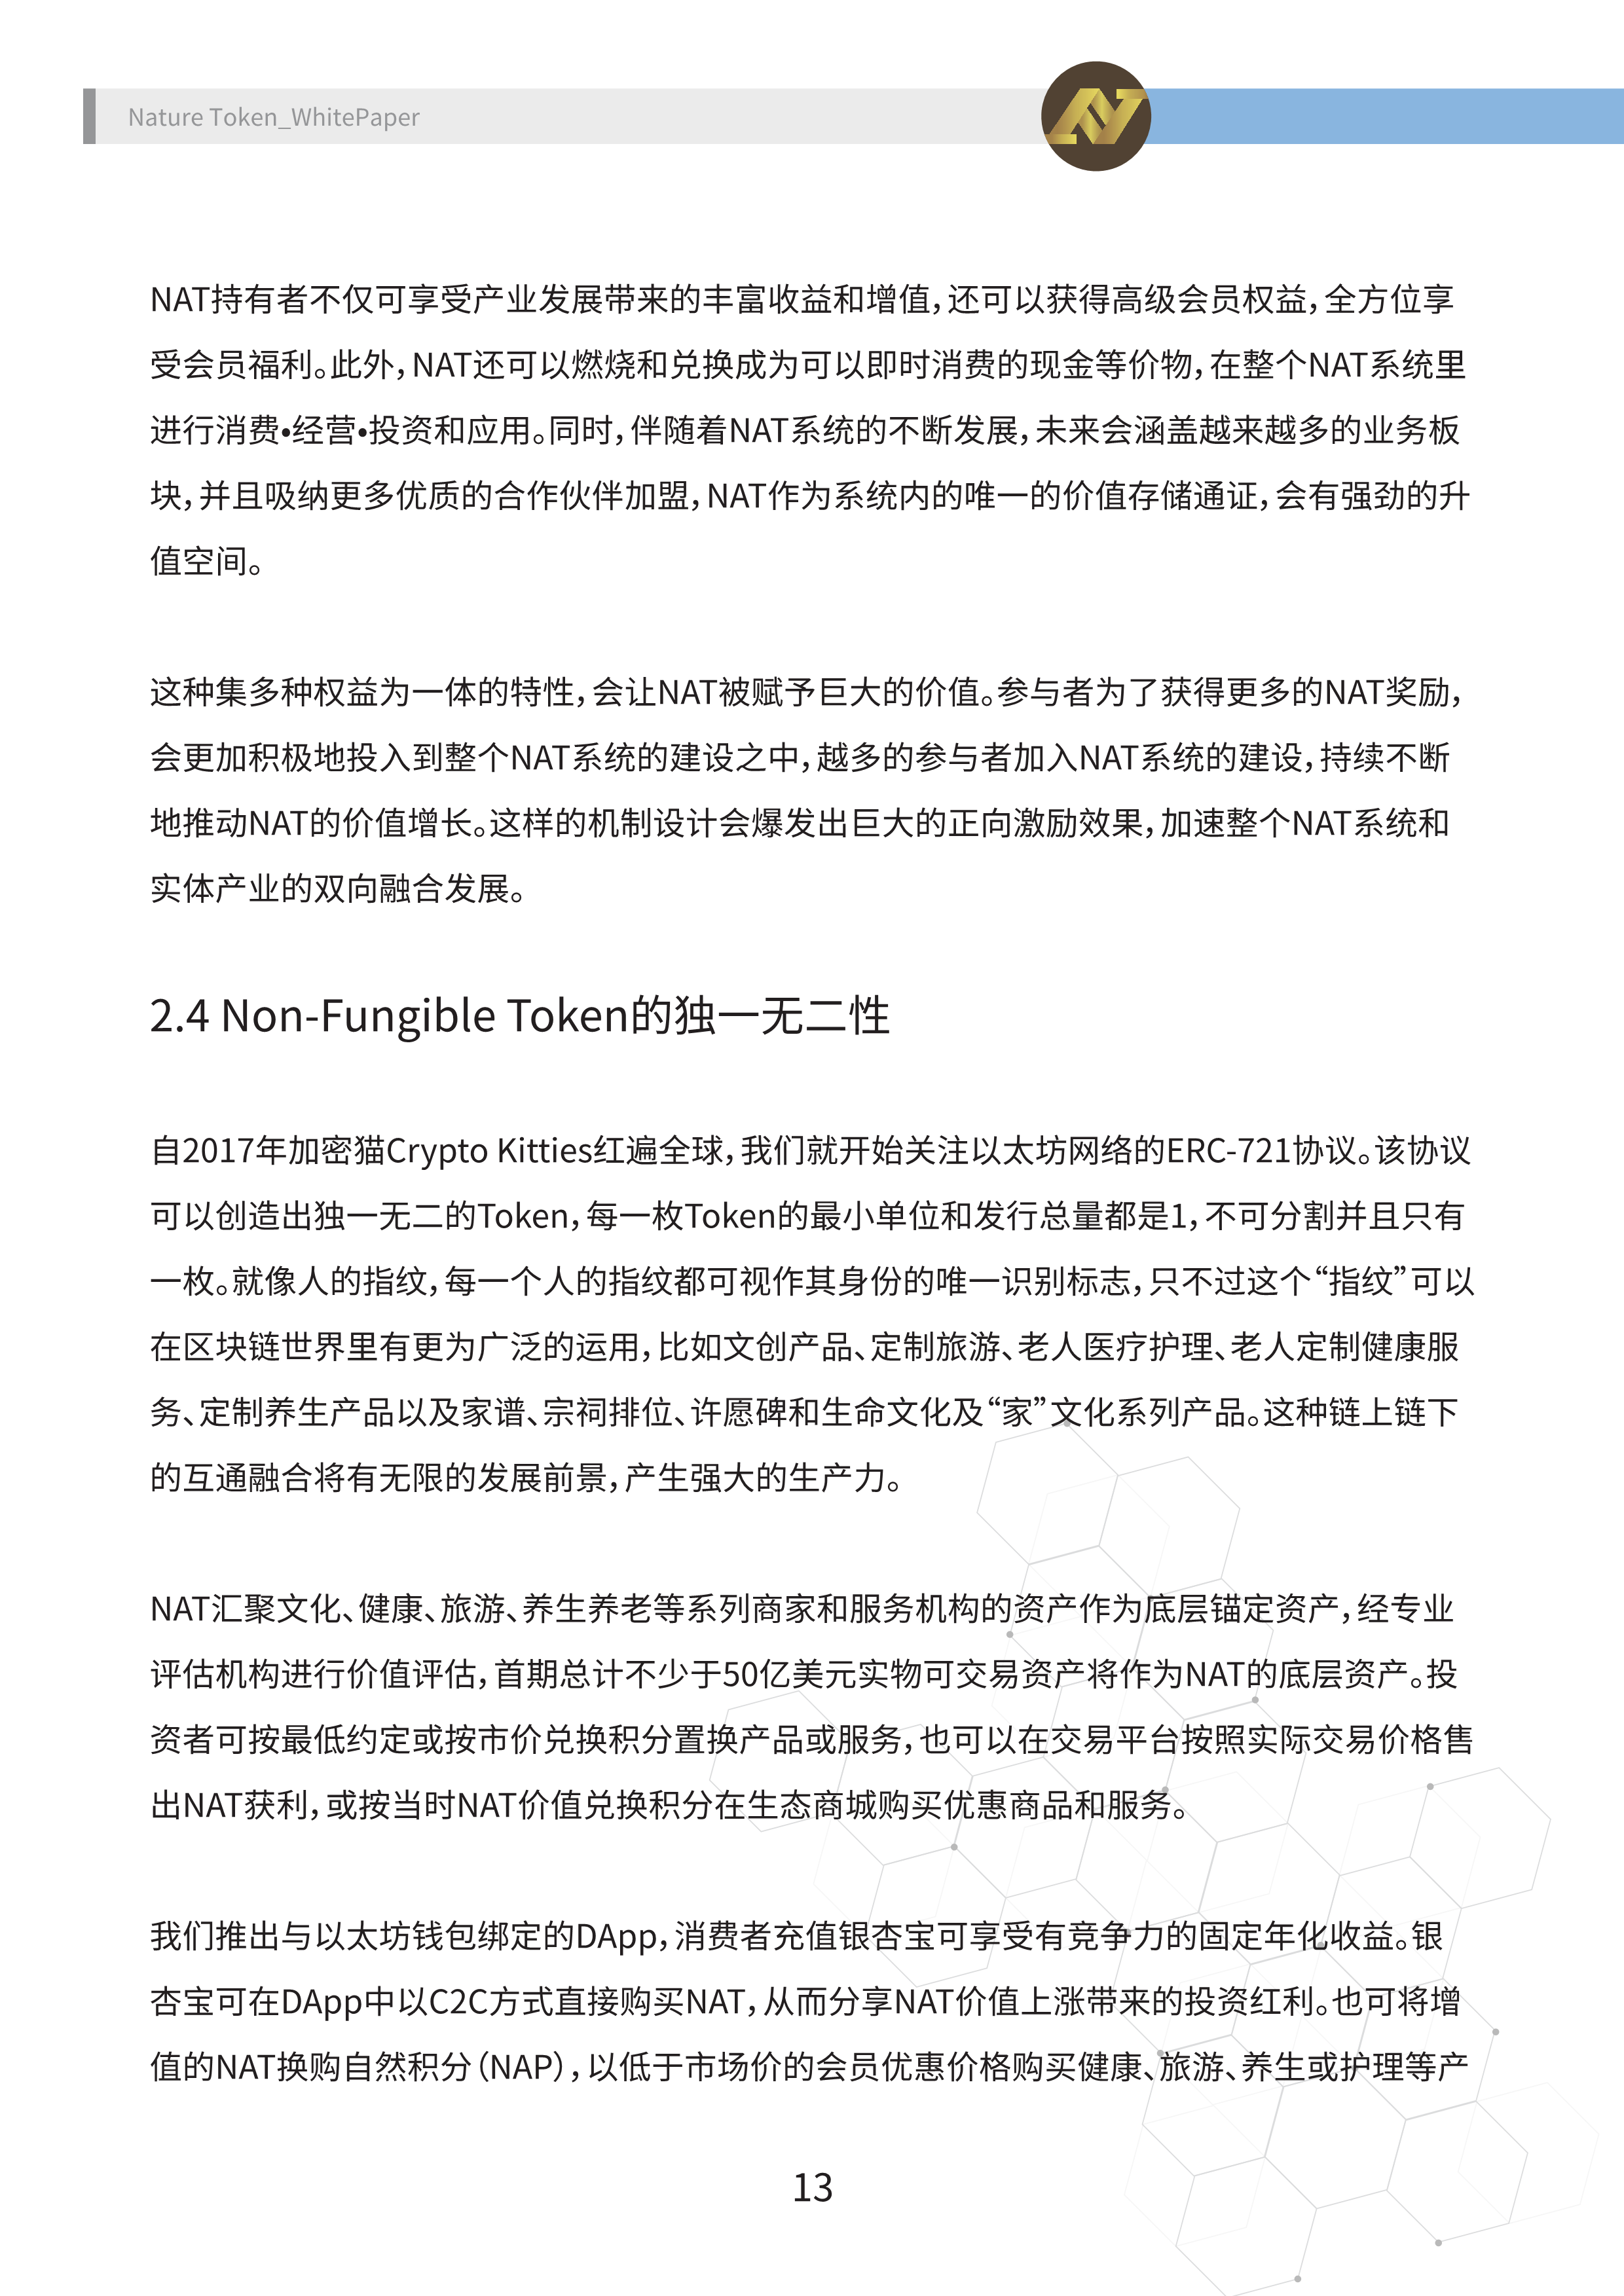 Nature Token_WhitePaper
NAT持有者不仅可享受产业发展带来的丰富收益和增值，还可以获得高级会员权益，全方位享
受会员福利。此外，NAT还可以燃烧和兑换成为可以即时消费的现金等价物，在整个NAT系统里
进行消费•经营•投资和应用。同时，伴随着NAT系统的不断发展，未来会涵盖越来越多的业务板
块，并且吸纳更多优质的合作伙伴加盟，NAT作为系统内的唯一的价值存储通证，会有强劲的升
值空间。
这种集多种权益为一体的特性，会让NAT被赋予巨大的价值。参与者为了获得更多的NAT奖励，
会更加积极地投入到整个NAT系统的建设之中，越多的参与者加入NAT系统的建设，持续不断
地推动NAT的价值增长。这样的机制设计会爆发出巨大的正向激励效果，加速整个NAT系统和
实体产业的双向融合发展。
2.4 Non-Fungible Token的独一无二性
自2017年加密猫Crypto Kitties红遍全球，我们就开始关注以太坊网络的ERC-721协议。该协议
可以创造出独一无二的Token，每一枚Token的最小单位和发行总量都是1，不可分割并且只有
一枚。就像人的指纹，每一个人的指纹都可视作其身份的唯一识别标志，只不过这个“指纹”可以
在区块链世界里有更为广泛的运用，比如文创产品、定制旅游、老人医疗护理、老人定制健康服
务、定制养生产品以及家谱、宗祠排位、许愿碑和生命文化及“家”文化系列产品。这种链上链下
的互通融合将有无限的发展前景，产生强大的生产力。
NAT汇聚文化、健康、旅游、养生养老等系列商家和服务机构的资产作为底层锚定资产，经专业
评估机构进行价值评估，首期总计不少于50亿美元实物可交易资产将作为NAT的底层资产。投
资者可按最低约定或按市价兑换积分置换产品或服务，也可以在交易平台按照实际交易价格售
出NAT获利，或按当时NAT价值兑换积分在生态商城购买优惠商品和服务。
我们推出与以太坊钱包绑定的DApp，消费者充值银杏宝可享受有竞争力的固定年化收益。银
杏宝可在DApp中以C2C方式直接购买NAT，从而分享NAT价值上涨带来的投资红利。也可将增
值的NAT换购自然积分（NAP），以低于市场价的会员优惠价格购买健康、旅游、养生或护理等产
13